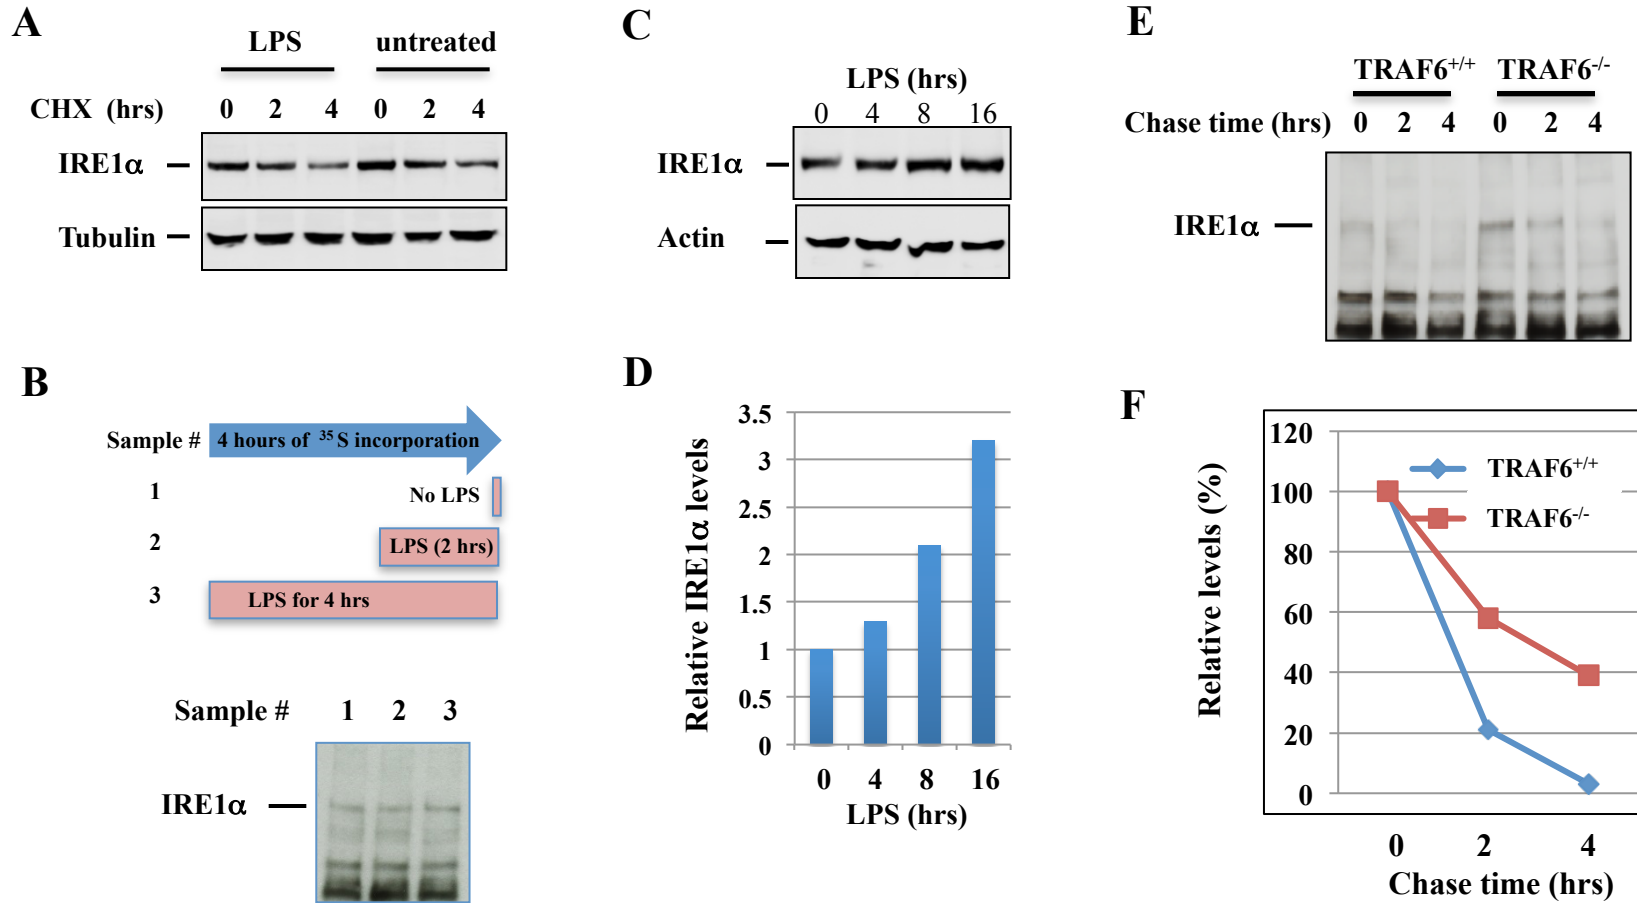 A
LPS untreated
CHX (hrs) 0 2 4 0 2 4
IRE1α
Tubulin
B
Sample # 4 hours of ³⁵S incorporation
1 No LPS
2 LPS (2 hrs)
3 LPS for 4 hrs
Sample # 1 2 3
IRE1α
C
LPS (hrs)
0 4 8 16
IRE1α
Actin
D
Relative IRE1α levels
3.5
3
2.5
2
1.5
1
0.5
0
0 4 8 16
LPS (hrs)
E
TRAF6+/+ TRAF6-/-
Chase time (hrs) 0 2 4 0 2 4
IRE1α
F
Relative levels (%)
120
100
80
60
40
20
0
TRAF6+/+
TRAF6-/-
0 2 4
Chase time (hrs)